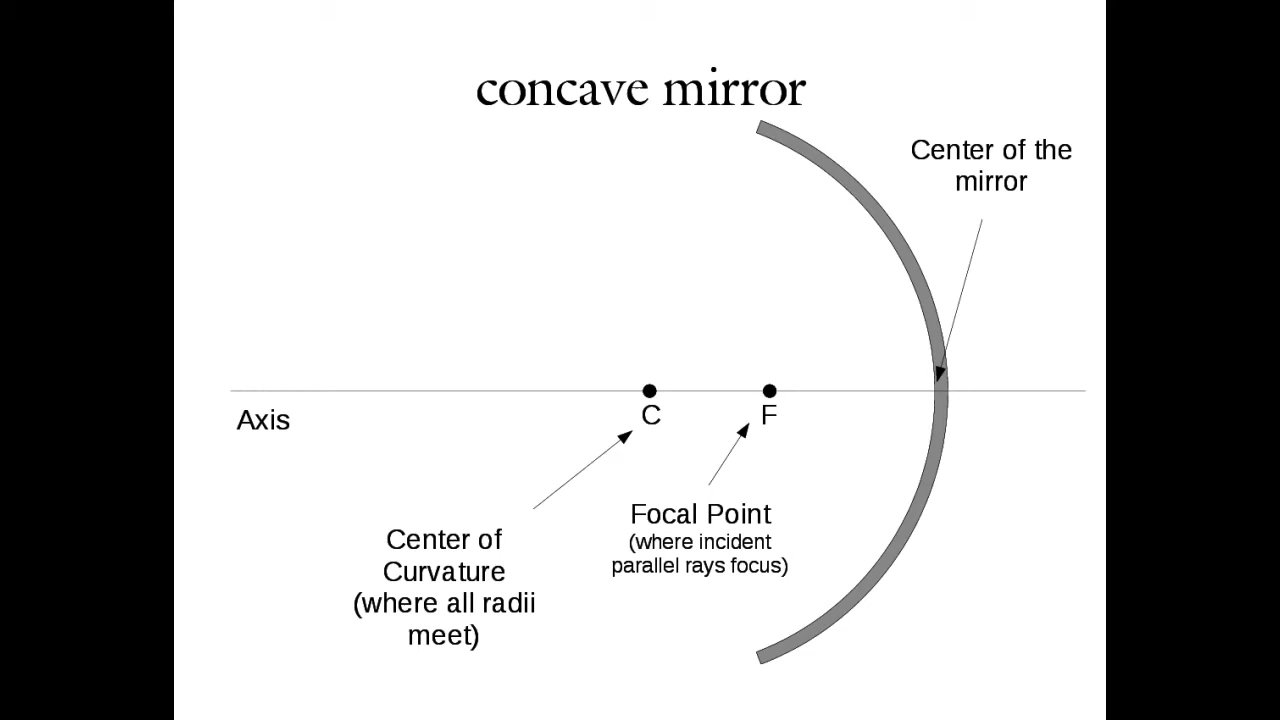 concave mirror
Center of the
mirror
Axis
C
F
Focal Point
(where incident
parallel rays focus)
Center of
Curvature
(where all radii
meet)